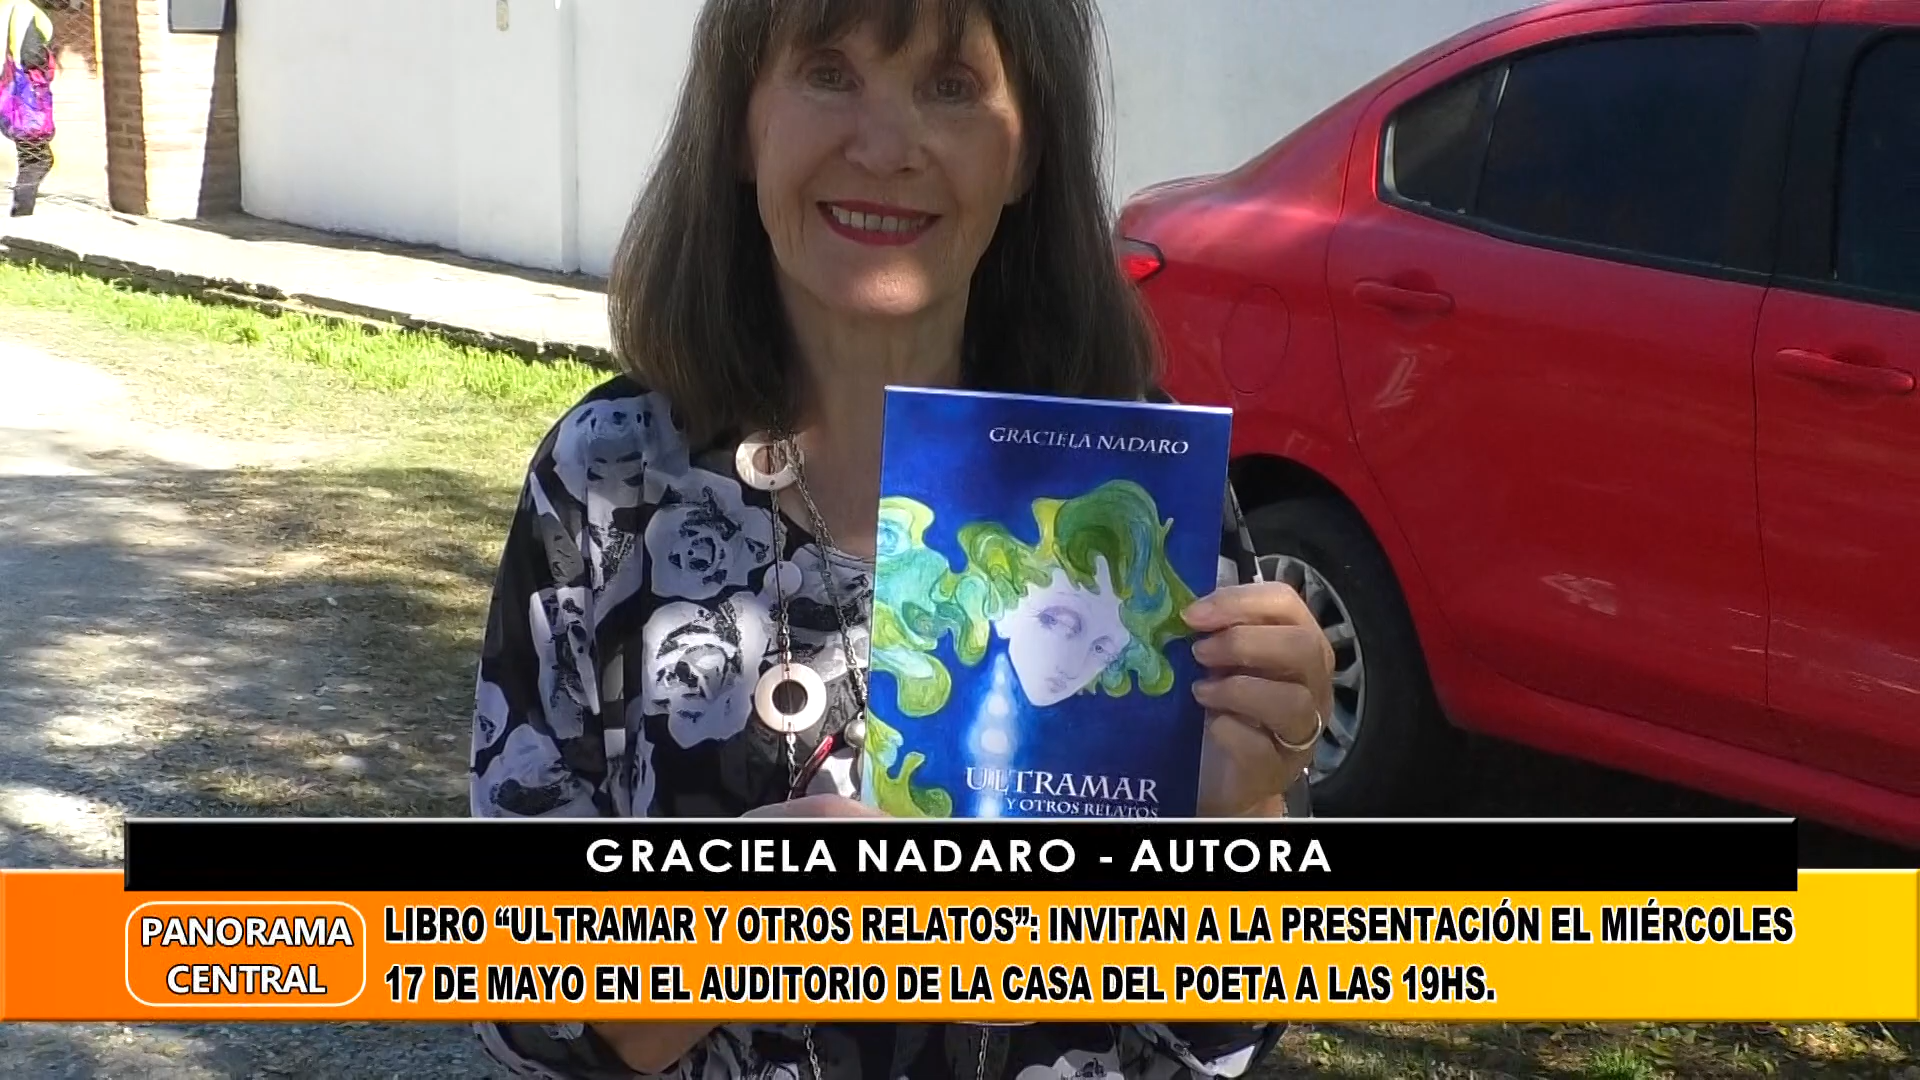 GRACIELA NADARO
ULTRAMAR
Y OTROS RELATOS
GRACIELA NADARO - AUTORA
PANORAMA
CENTRAL
LIBRO “ULTRAMAR Y OTROS RELATOS”: INVITAN A LA PRESENTACIÓN EL MIÉRCOLES
17 DE MAYO EN EL AUDITORIO DE LA CASA DEL POETA A LAS 19HS.